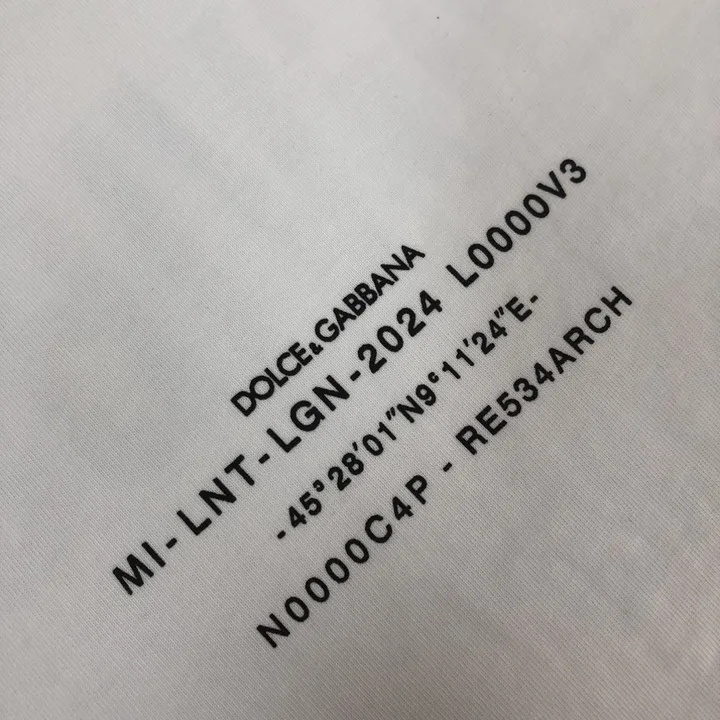 DOLCE&GABBANA
MI-LNT-LGN-2024 L0000V3
-45°28'01"N9°11'24"E-
N0000C4P - RE534ARCH